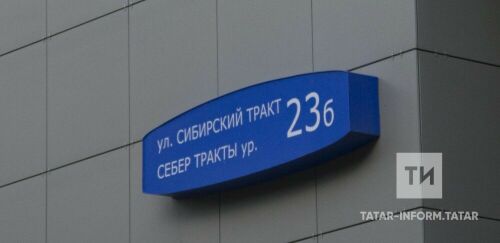 ул. СИБИРСКИЙ ТРАКТ
СЕБЕР ТРАКТЫ ур.
23б
ТИ
TATAR-INFORM.TATAR